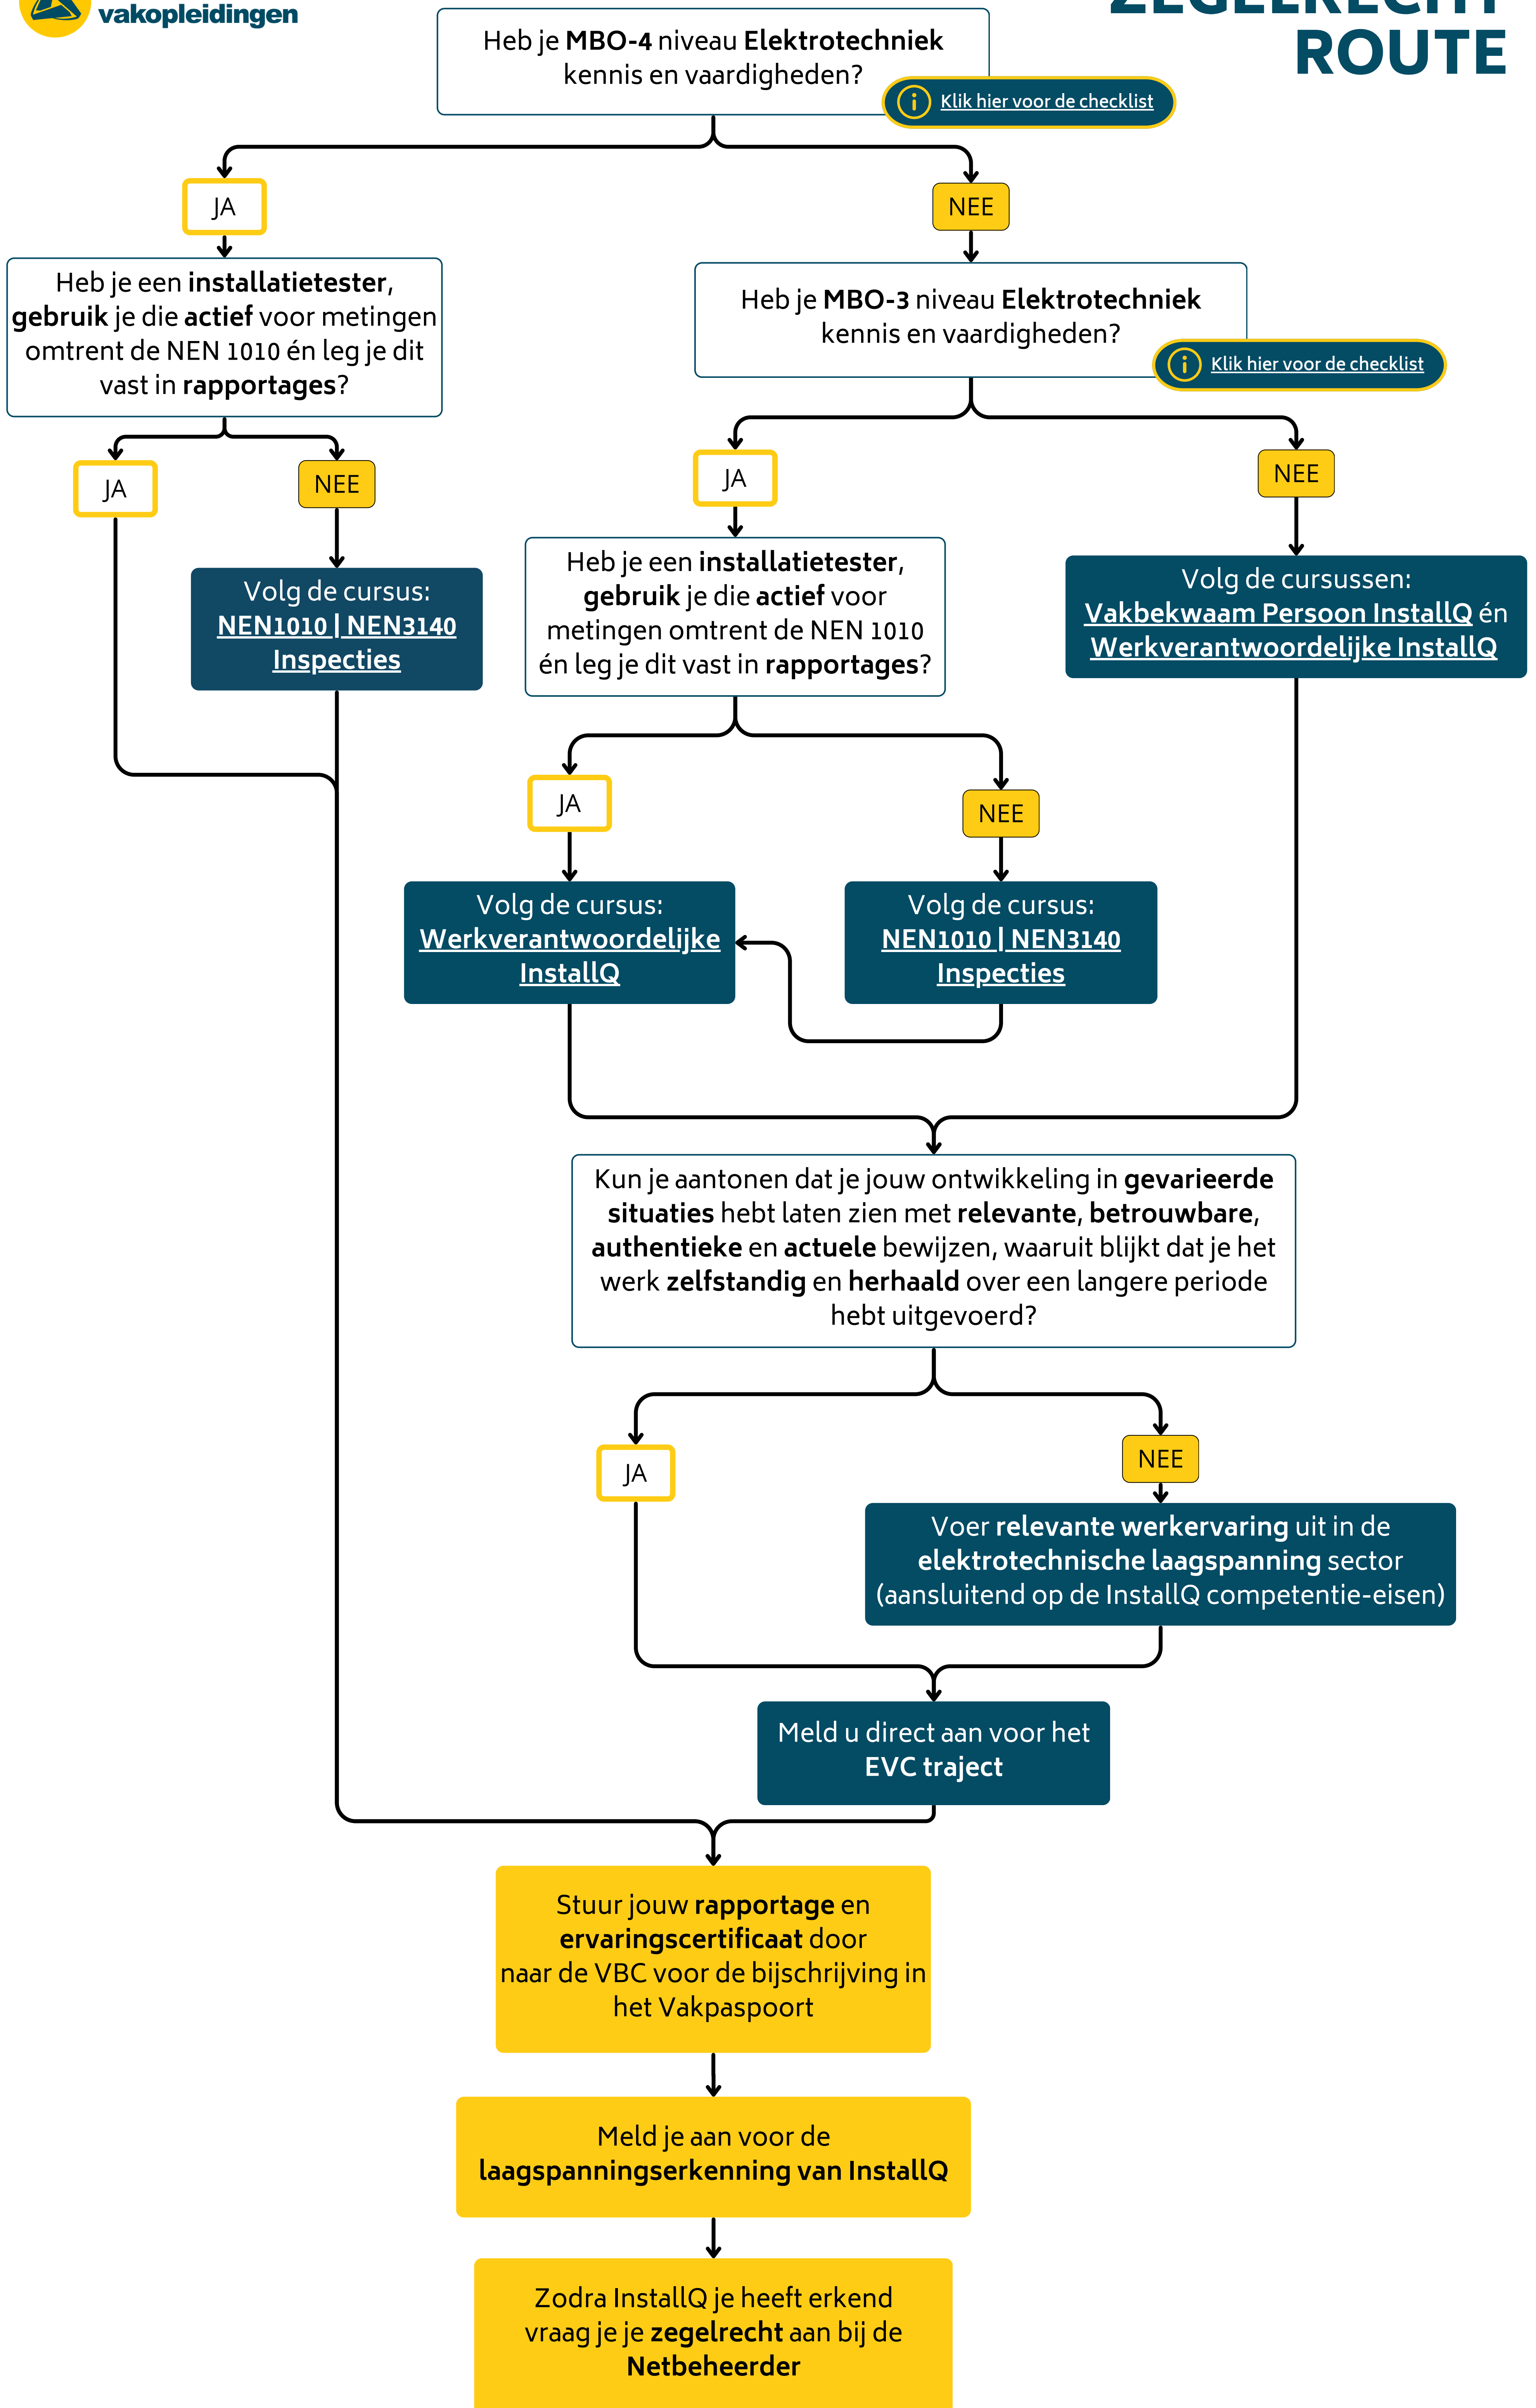 vakopleidingen
ZEGELRECHT
ROUTE
Heb je MBO-4 niveau Elektrotechniek
kennis en vaardigheden?
Klik hier voor de checklist
JA
NEE
Heb je een installatietester,
gebruik je die actief voor metingen
omtrent de NEN 1010 én leg je dit
vast in rapportages?
Heb je MBO-3 niveau Elektrotechniek
kennis en vaardigheden?
Klik hier voor de checklist
JA
NEE
JA
NEE
Volg de cursus:
NEN1010 | NEN3140
Inspecties
Heb je een installatietester,
gebruik je die actief voor
metingen omtrent de NEN 1010
én leg je dit vast in rapportages?
Volg de cursussen:
Vakbekwaam Persoon InstallQ én
Werkverantwoordelijke InstallQ
JA
NEE
Volg de cursus:
Werkverantwoordelijke
InstallQ
Volg de cursus:
NEN1010 | NEN3140
Inspecties
Kun je aantonen dat je jouw ontwikkeling in gevarieerde
situaties hebt laten zien met relevante, betrouwbare,
authentieke en actuele bewijzen, waaruit blijkt dat je het
werk zelfstandig en herhaald over een langere periode
hebt uitgevoerd?
JA
NEE
Voer relevante werkervaring uit in de
elektrotechnische laagspanning sector
(aansluitend op de InstallQ competentie-eisen)
Meld u direct aan voor het
EVC traject
Stuur jouw rapportage en
ervaringscertificaat door
naar de VBC voor de bijschrijving in
het Vakpaspoort
Meld je aan voor de
laagspanningserkenning van InstallQ
Zodra InstallQ je heeft erkend
vraag je je zegelrecht aan bij de
Netbeheerder